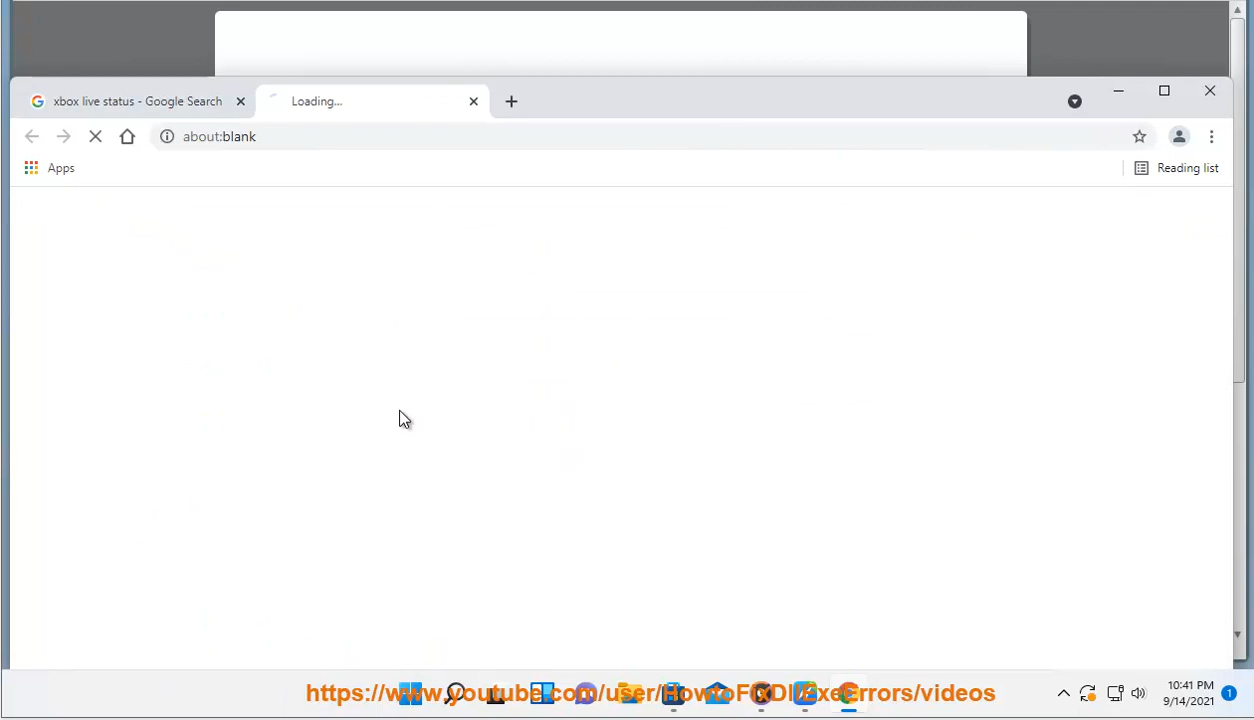 xbox live status - Google Search
Loading...
about:blank
Apps
Reading list
https://www.youtube.com/user/HowtoFixDllExeErrors/videos
10:41 PM
9/14/2021
1